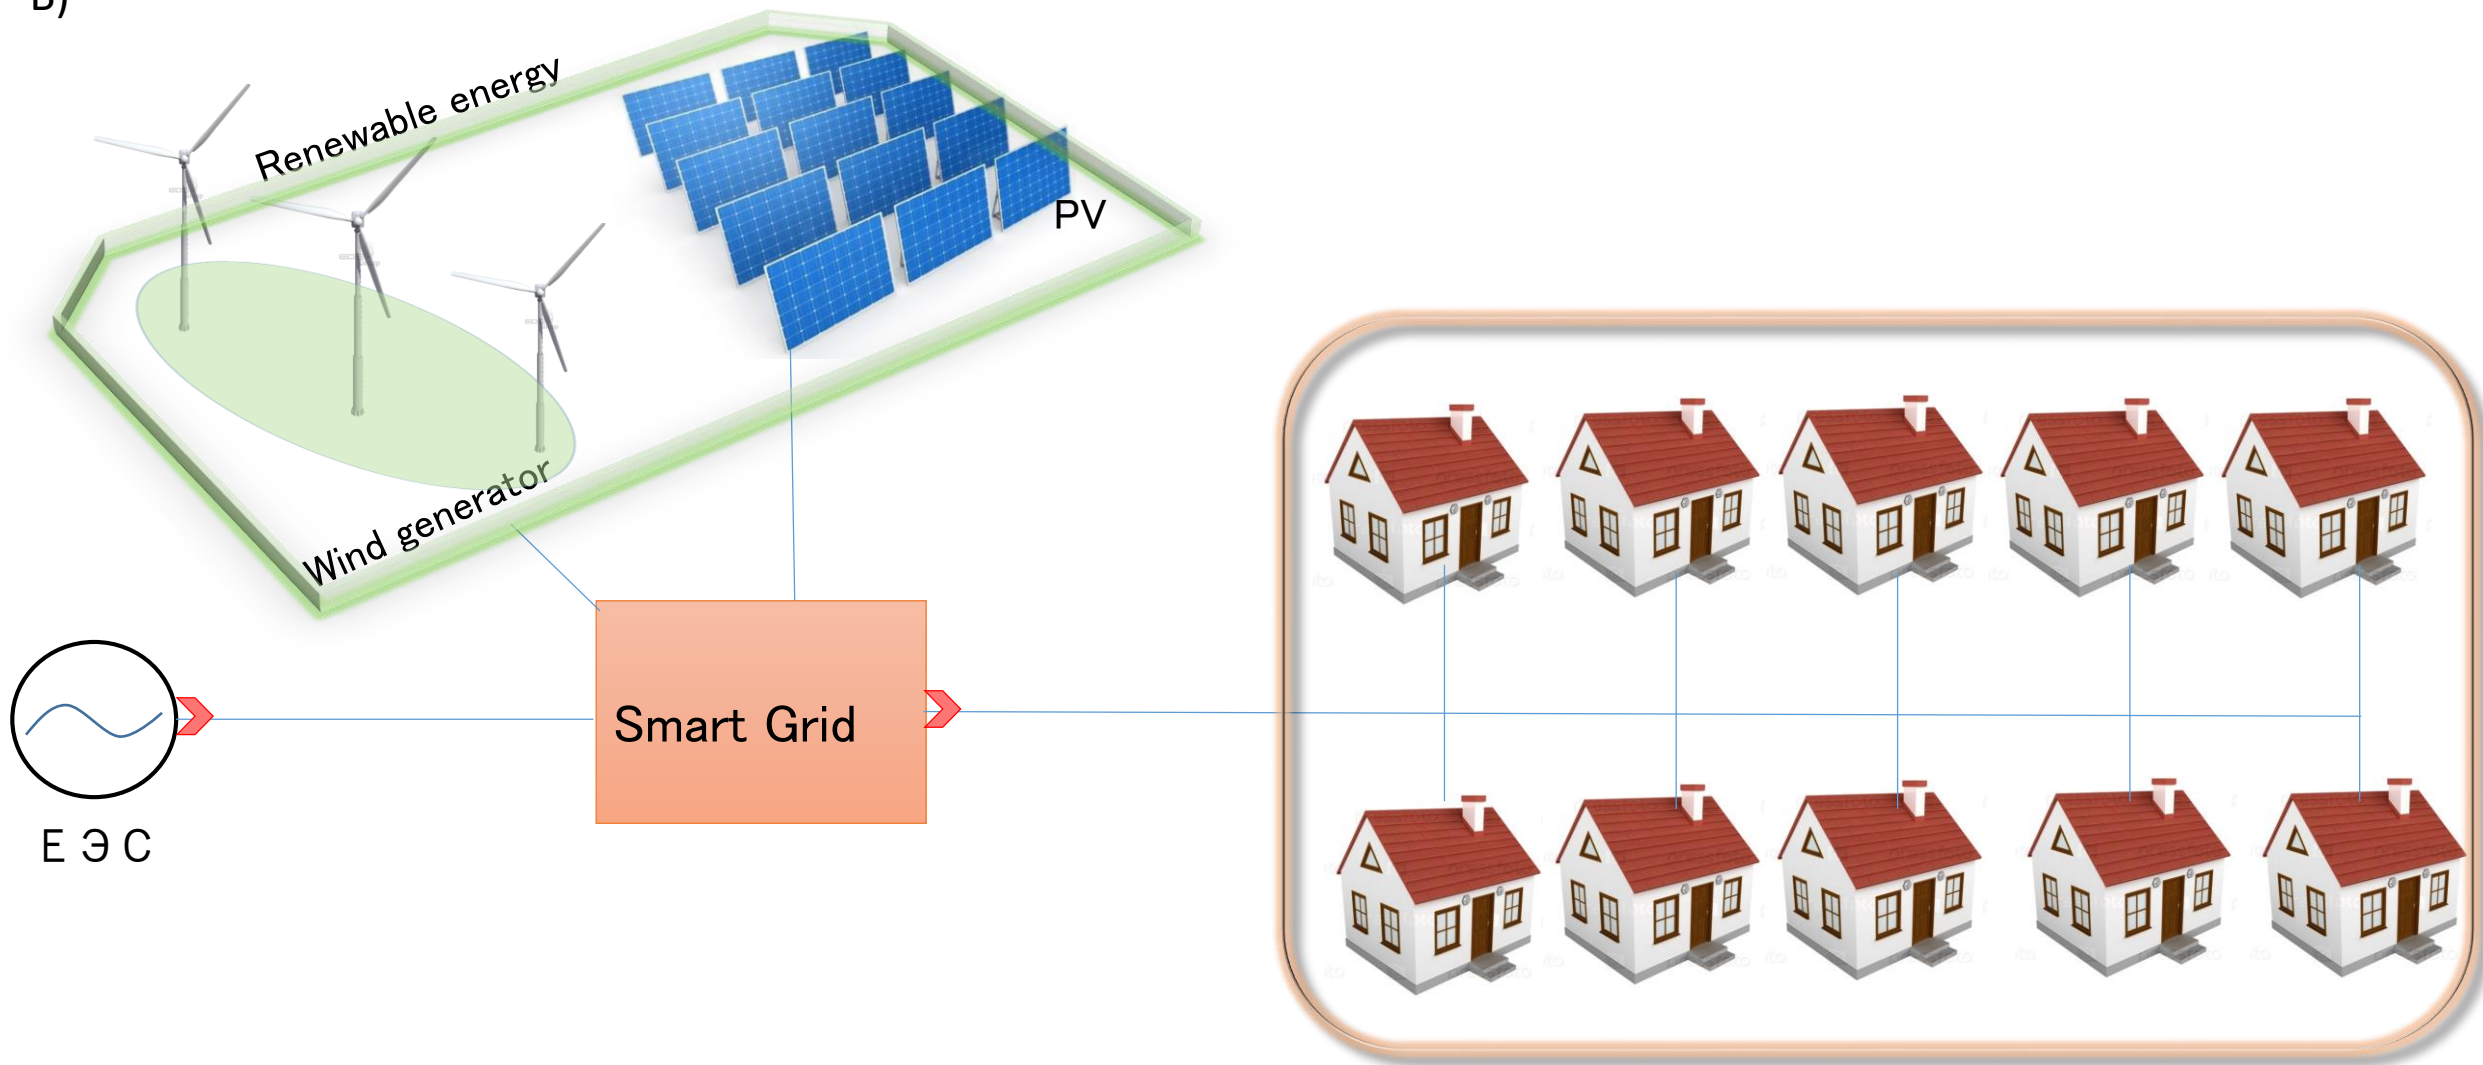 Renewable energy
PV
Wind generator
Smart Grid
Е Э С